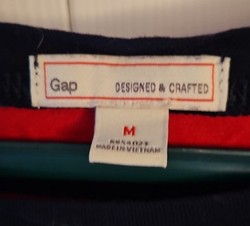 Gap DESIGNED & CRAFTED
M
MADE IN VIETNAM